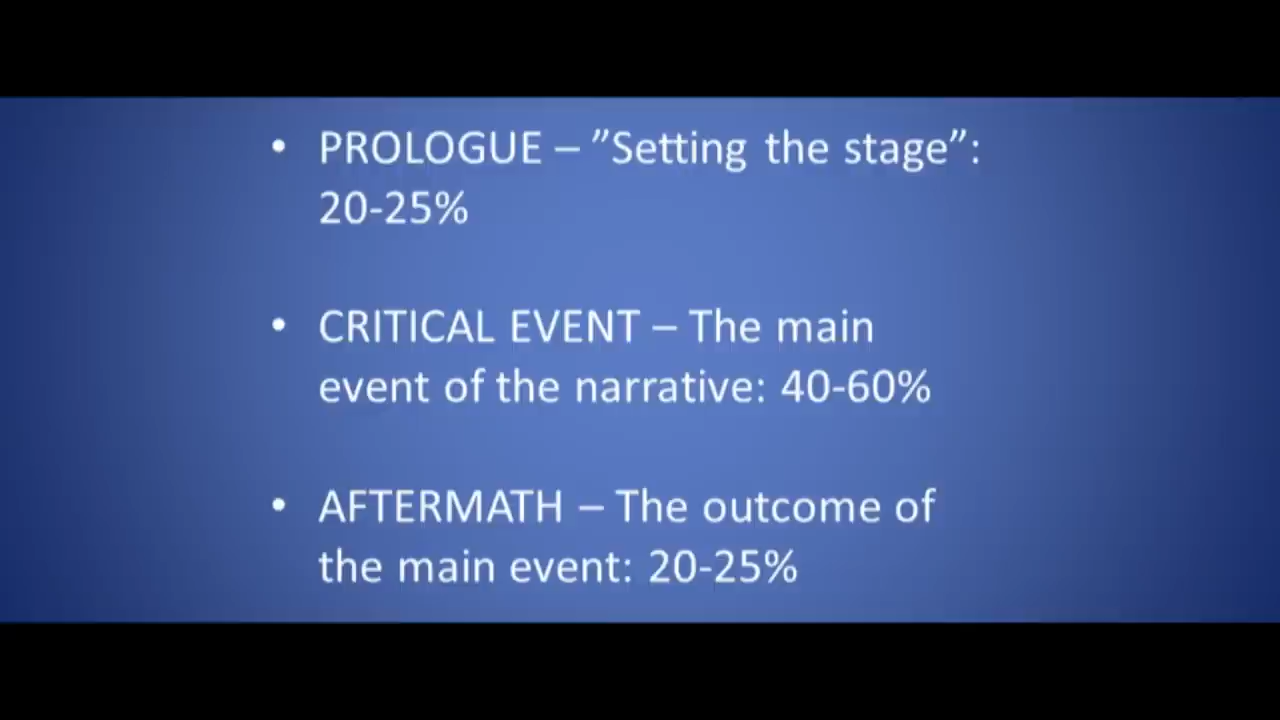 • PROLOGUE – ”Setting the stage”:
20-25%
• CRITICAL EVENT – The main
event of the narrative: 40-60%
• AFTERMATH – The outcome of
the main event: 20-25%